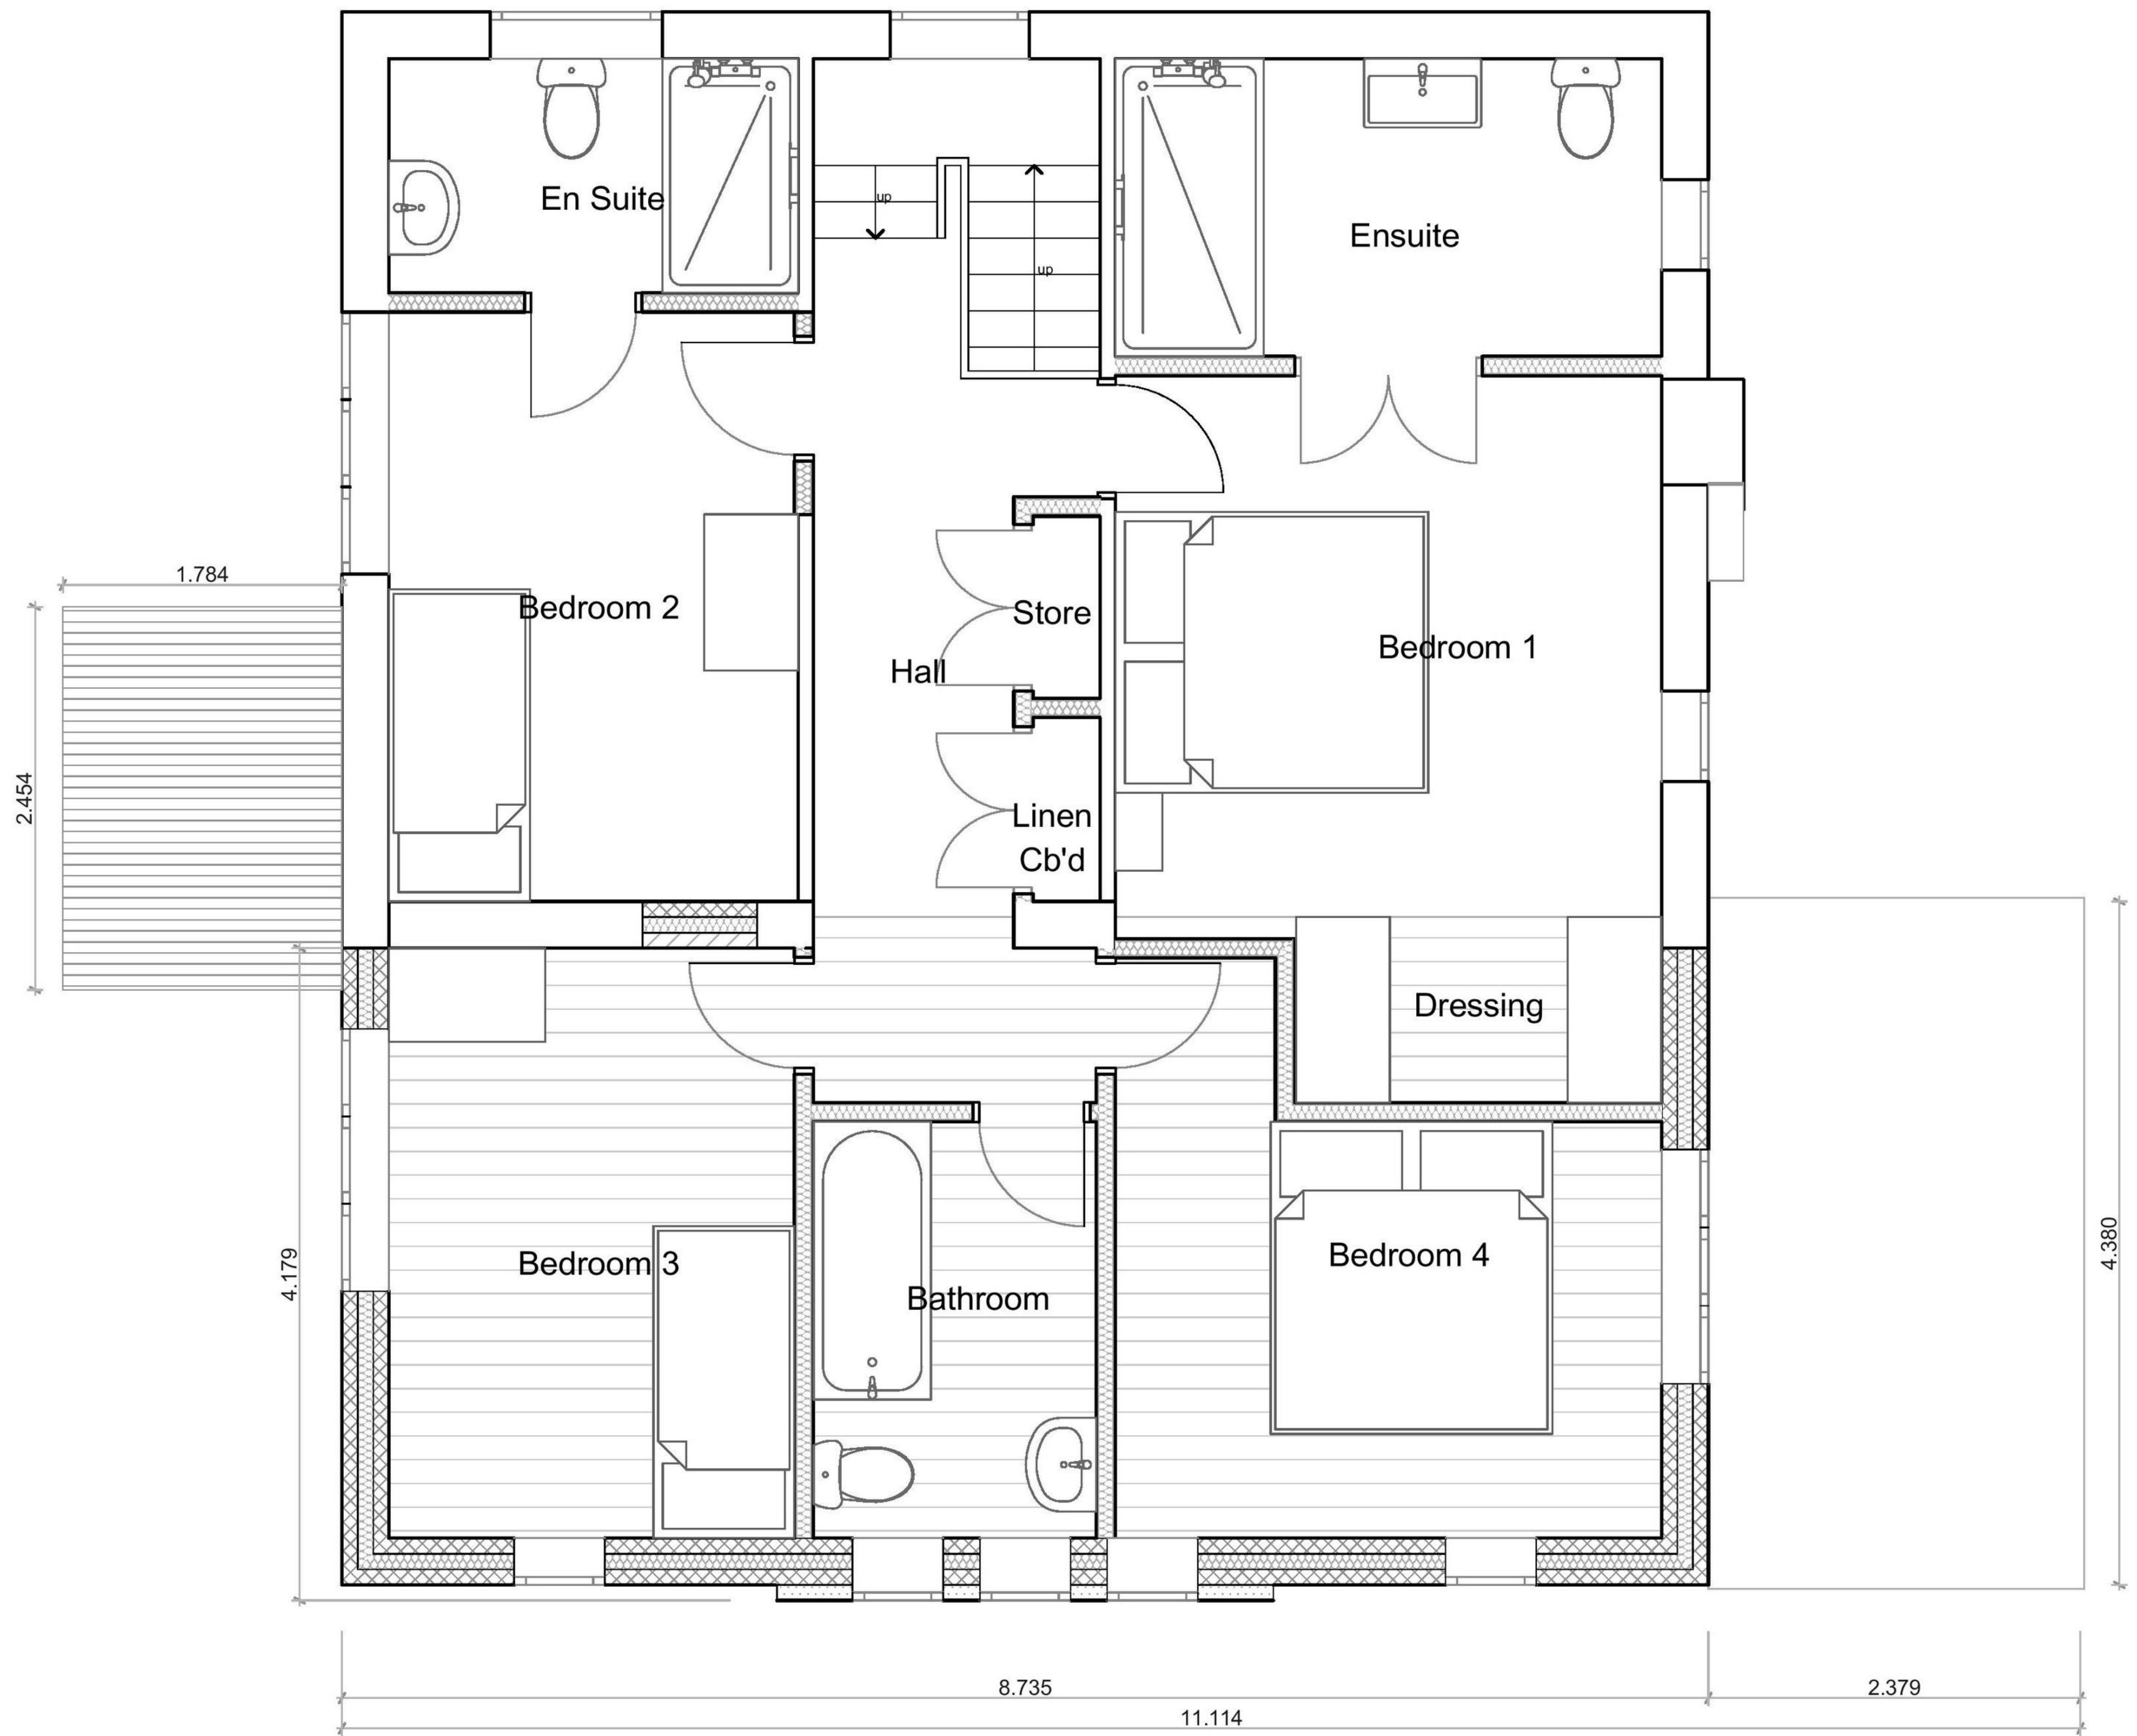 En Suite
up
up
Ensuite
1.784
Bedroom 2
Store
Hall
Bedroom 1
2.454
Linen
Cb'd
Dressing
4.179
Bedroom 3
Bathroom
Bedroom 4
4.380
8.735
2.379
11.114